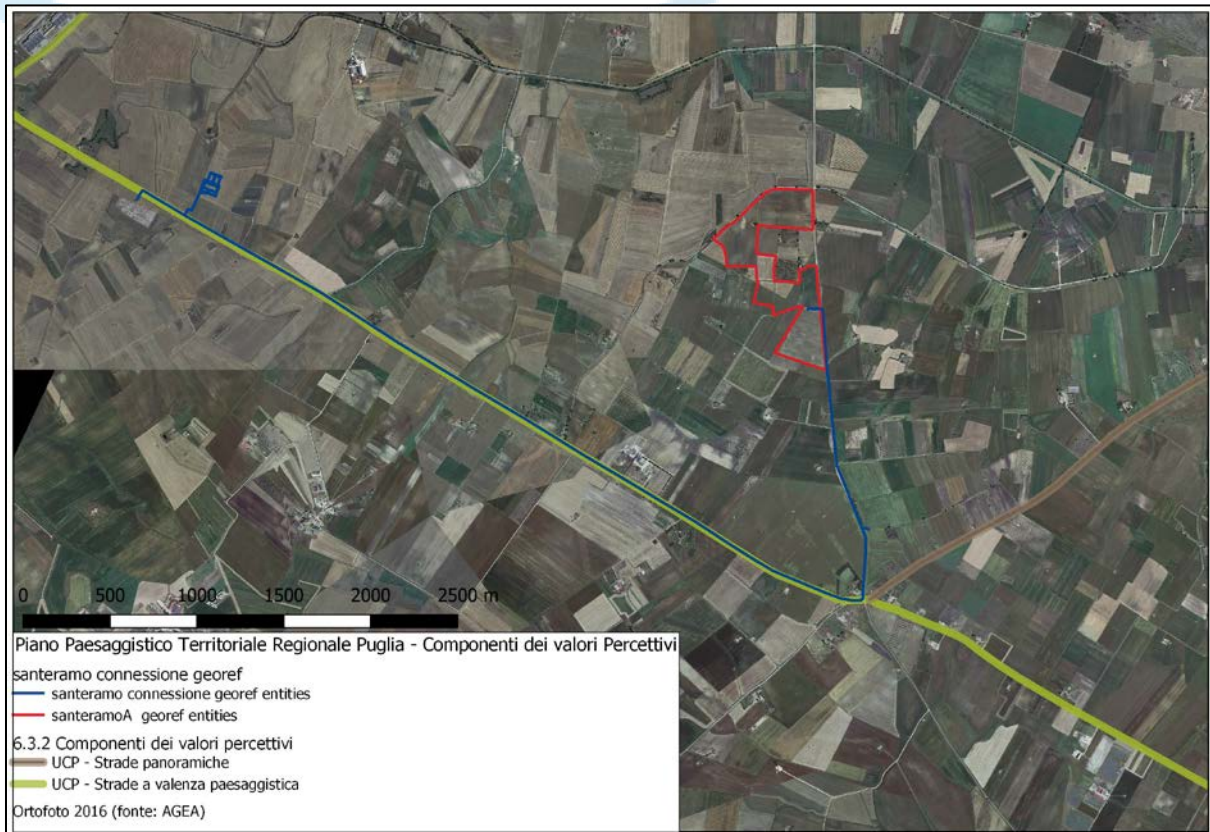 0 500 1000 1500 2000 2500 m
Piano Paesaggistico Territoriale Regionale Puglia - Componenti dei valori Percettivi
santeramo connessione georef
santeramo connessione georef entities
santeramoA georef entities
6.3.2 Componenti dei valori percettivi
UCP - Strade panoramiche
UCP - Strade a valenza paesaggistica
Ortofoto 2016 (fonte: AGEA)